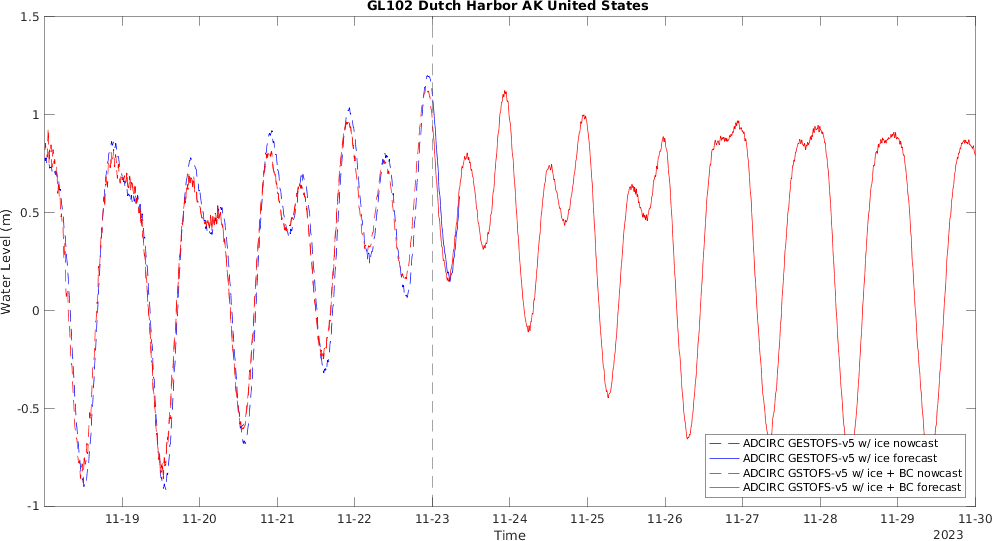 GL102 Dutch Harbor AK United States
1.5
1
0.5
0
-0.5
-1
Water Level (m)
ADCIRC GESTOFS-v5 w/ ice nowcast
ADCIRC GESTOFS-v5 w/ ice forecast
ADCIRC GSTOFS-v5 w/ ice + BC nowcast
ADCIRC GSTOFS-v5 w/ ice + BC forecast
11-19 11-20 11-21 11-22 11-23 11-24 11-25 11-26 11-27 11-28 11-29 11-30
Time
2023